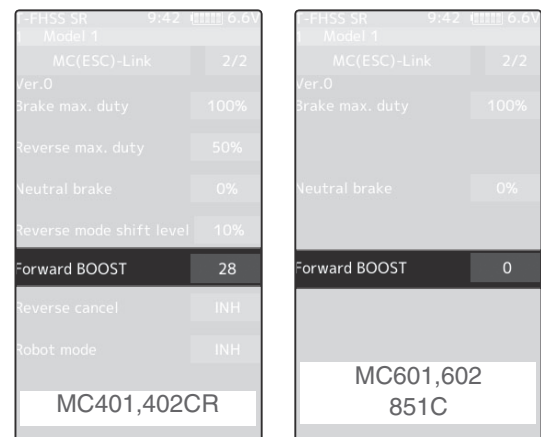 T-FHSS SR 9:42 6.6V
1 Model 1
MC(ESC)-Link 2/2
Ver.0
Brake max. duty 100%
Reverse max. duty 50%
Neutral brake 0%
Reverse mode shift level 10%
Forward BOOST 28
Reverse cancel INH
Robot mode INH
MC401,402CR
T-FHSS SR 9:42 6.6V
1 Model 1
MC(ESC)-Link 2/2
Ver.0
Brake max. duty 100%
Neutral brake 0%
Forward BOOST 0
MC601,602
851C